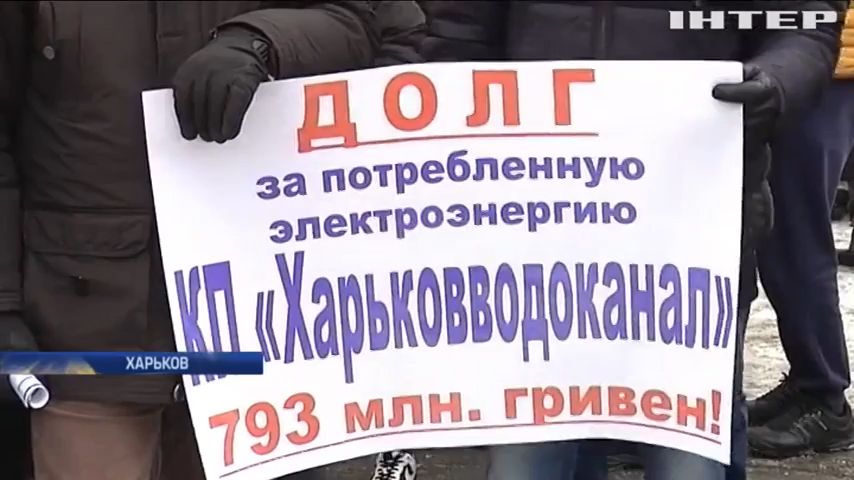 ІНТЕР
ДОЛГ
за потребленную
электроэнергию
КП «Харьковводоканал»
ХАРЬКОВ
793 млн. гривен!